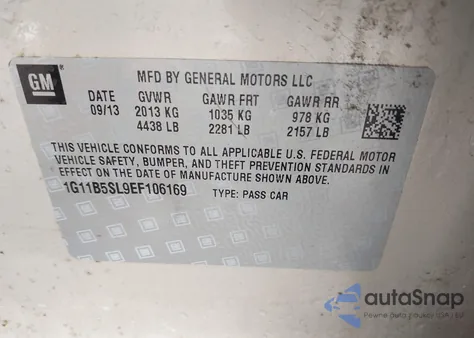 GM
MFD BY GENERAL MOTORS LLC
DATE GVWR GAWR FRT GAWR RR
09/13 2013 KG 1035 KG 978 KG
4438 LB 2281 LB 2157 LB
THIS VEHICLE CONFORMS TO ALL APPLICABLE U.S. FEDERAL MOTOR
VEHICLE SAFETY, BUMPER, AND THEFT PREVENTION STANDARDS IN
EFFECT ON THE DATE OF MANUFACTURE SHOWN ABOVE.
1G11B5SL9EF106169 TYPE: PASS CAR
autoSnap